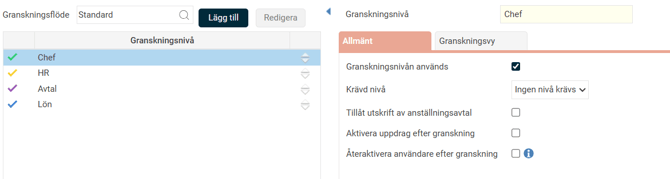 Granskningsflöde Standard Lägg till Redigera
Granskningsnivå
Chef
HR
Avtal
Lön
Granskningsnivå Chef
Allmänt Granskningsvy
Granskningsnivån används
Krävd nivå Ingen nivå krävs
Tillåt utskrift av anställningsavtal
Aktivera uppdrag efter granskning
Återaktivera användare efter granskning